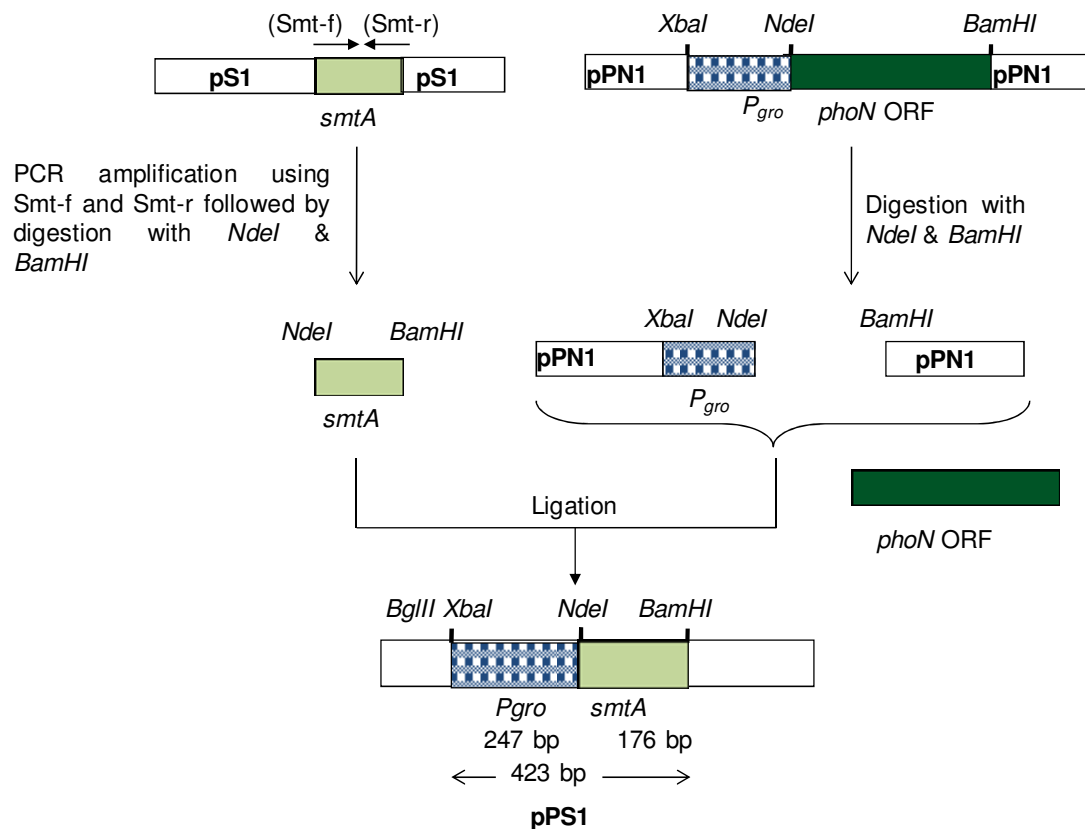 (Smt-f) (Smt-r)
pS1 pS1
smtA
XbaI NdeI BamHI
pPN1 pPN1
Pgro phoN ORF
PCR amplification using
Smt-f and Smt-r followed by
digestion with NdeI &
BamHI
Digestion with
NdeI & BamHI
NdeI BamHI
smtA
XbaI NdeI BamHI
pPN1 pPN1
Pgro
Ligation
phoN ORF
BglII XbaI NdeI BamHI
Pgro smtA
247 bp 176 bp
423 bp
pPS1